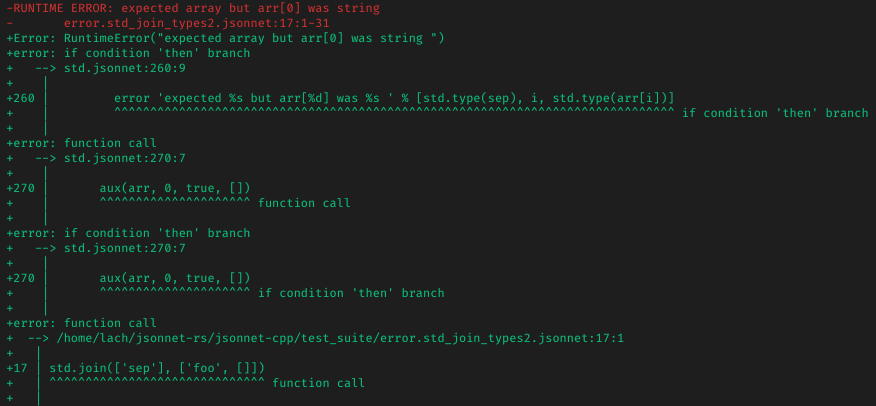 -RUNTIME ERROR: expected array but arr[0] was string
-       error.std_join_types2.jsonnet:17:1-31
+Error: RuntimeError("expected array but arr[0] was string ")
+error: if condition 'then' branch
+   --> std.jsonnet:260:9
+    |
+260 |         error 'expected %s but arr[%d] was %s ' % [std.type(sep), i, std.type(arr[i])]
+    |         ^^^^^^^^^^^^^^^^^^^^^^^^^^^^^^^^^^^^^^^^^^^^^^^^^^^^^^^^^^^^^^^^^^^^^^^^^^^^^^ if condition 'then' branch
+    |
+error: function call
+   --> std.jsonnet:270:7
+    |
+270 |       aux(arr, 0, true, [])
+    |       ^^^^^^^^^^^^^^^^^^^^^ function call
+    |
+error: if condition 'then' branch
+   --> std.jsonnet:270:7
+    |
+270 |       aux(arr, 0, true, [])
+    |       ^^^^^^^^^^^^^^^^^^^^^ if condition 'then' branch
+    |
+error: function call
+  --> /home/lach/jsonnet-rs/jsonnet-cpp/test_suite/error.std_join_types2.jsonnet:17:1
+   |
+17 | std.join(['sep'], ['foo', []])
+   | ^^^^^^^^^^^^^^^^^^^^^^^^^^^^^^ function call
+   |